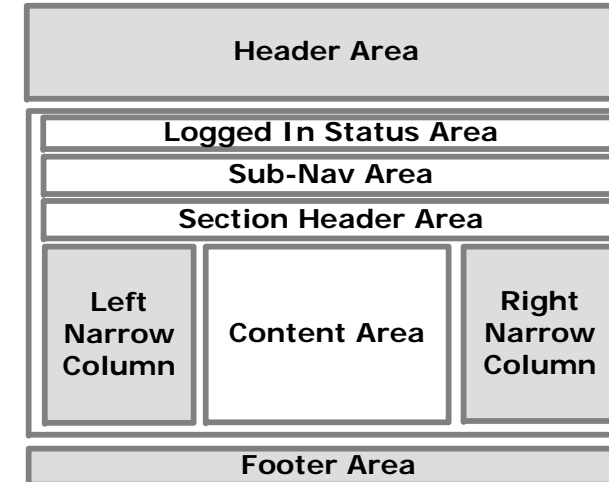 Header Area
Logged In Status Area
Sub-Nav Area
Section Header Area
Left
Narrow
Column
Content Area
Right
Narrow
Column
Footer Area